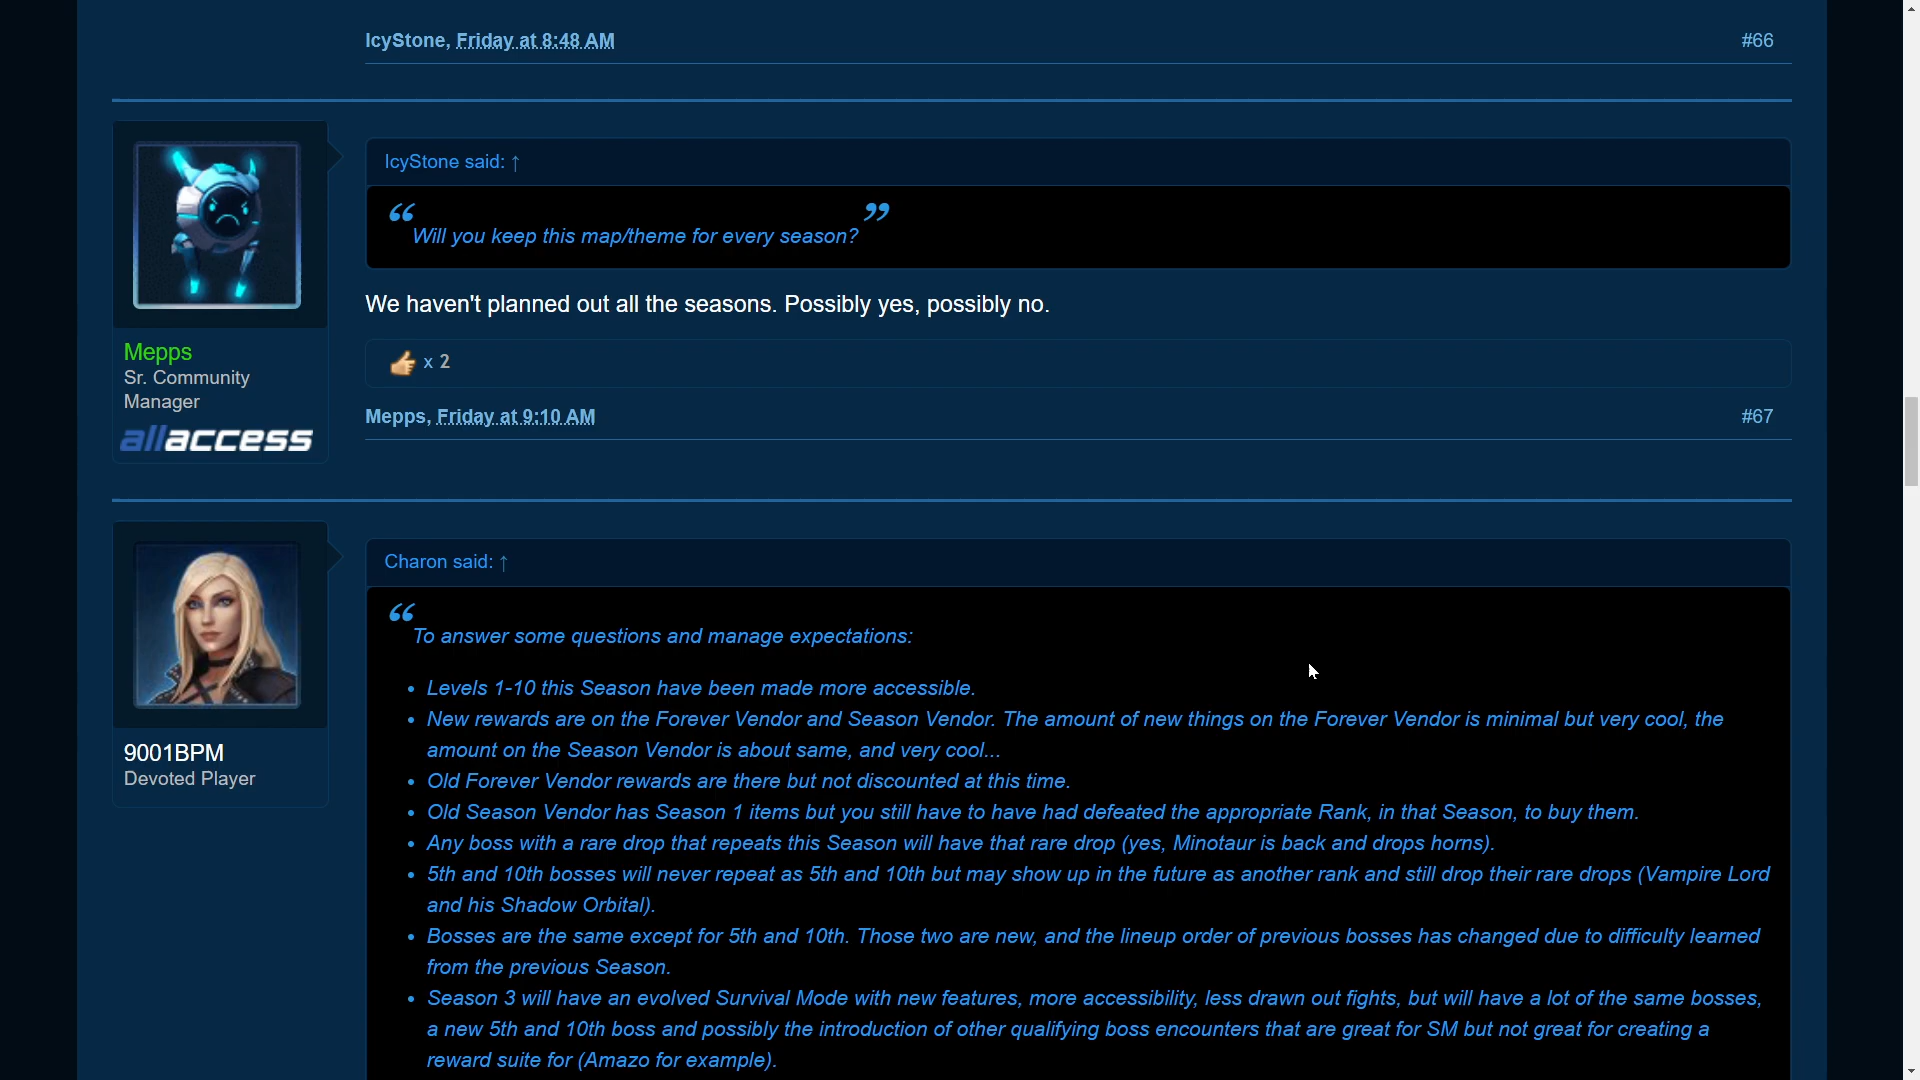 IcyStone, Friday at 8:48 AM
#66
IcyStone said: ↑
“
Will you keep this map/theme for every season?
”
We haven't planned out all the seasons. Possibly yes, possibly no.
x 2
Mepps
Sr. Community
Manager
allaccess
Mepps, Friday at 9:10 AM
#67
Charon said: ↑
“
To answer some questions and manage expectations:
• Levels 1-10 this Season have been made more accessible.
• New rewards are on the Forever Vendor and Season Vendor. The amount of new things on the Forever Vendor is minimal but very cool, the
amount on the Season Vendor is about same, and very cool...
• Old Forever Vendor rewards are there but not discounted at this time.
• Old Season Vendor has Season 1 items but you still have to have had defeated the appropriate Rank, in that Season, to buy them.
• Any boss with a rare drop that repeats this Season will have that rare drop (yes, Minotaur is back and drops horns).
• 5th and 10th bosses will never repeat as 5th and 10th but may show up in the future as another rank and still drop their rare drops (Vampire Lord
and his Shadow Orbital).
• Bosses are the same except for 5th and 10th. Those two are new, and the lineup order of previous bosses has changed due to difficulty learned
from the previous Season.
• Season 3 will have an evolved Survival Mode with new features, more accessibility, less drawn out fights, but will have a lot of the same bosses,
a new 5th and 10th boss and possibly the introduction of other qualifying boss encounters that are great for SM but not great for creating a
reward suite for (Amazo for example).
9001BPM
Devoted Player